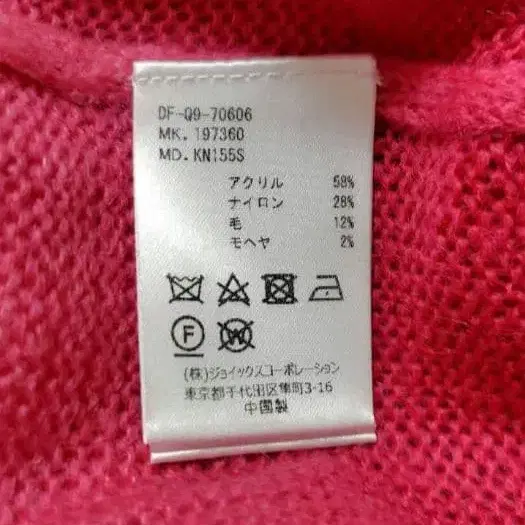 DF-Q9-70606
MK. 197360
MD. KN155S
アクリル 58%
ナイロン 28%
毛 12%
モヘヤ 2%
F W
(株)ジョイックスコーポレーション
東京都千代田区隼町3-16
中国製